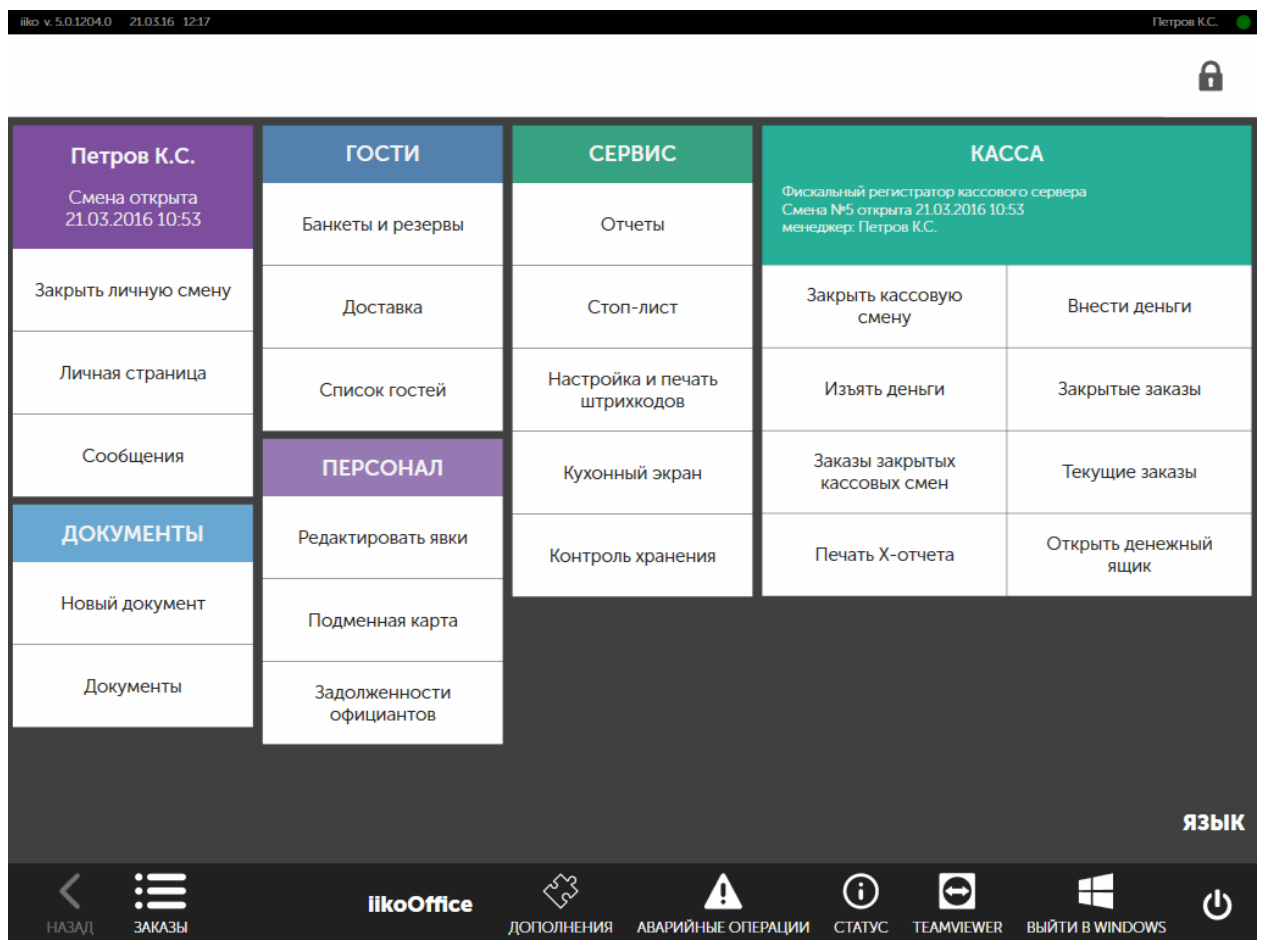 iiko v. 5.0.1204.0 21.03.16 12:17
Петров К.С.
Петров К.С.
Смена открыта
21.03.2016 10:53
Закрыть личную смену
Личная страница
Сообщения
ДОКУМЕНТЫ
Новый документ
Документы
ГОСТИ
Банкеты и резервы
Доставка
Список гостей
ПЕРСОНАЛ
Редактировать явки
Подменная карта
Задолженности
официантов
СЕРВИС
Отчеты
Стоп-лист
Настройка и печать
штрихкодов
Кухонный экран
Контроль хранения
КАССА
Фискальный регистратор кассового сервера
Смена №5 открыта 21.03.2016 10:53
менеджер: Петров К.С.
Закрыть кассовую
смену
Внести деньги
Изъять деньги
Закрытые заказы
Заказы закрытых
кассовых смен
Текущие заказы
Печать X-отчета
Открыть денежный
ящик
ЯЗЫК
НАЗАД
ЗАКАЗЫ
iikoOffice
ДОПОЛНЕНИЯ
АВАРИЙНЫЕ ОПЕРАЦИИ
СТАТУС
TEAMVIEWER
ВЫЙТИ В WINDOWS